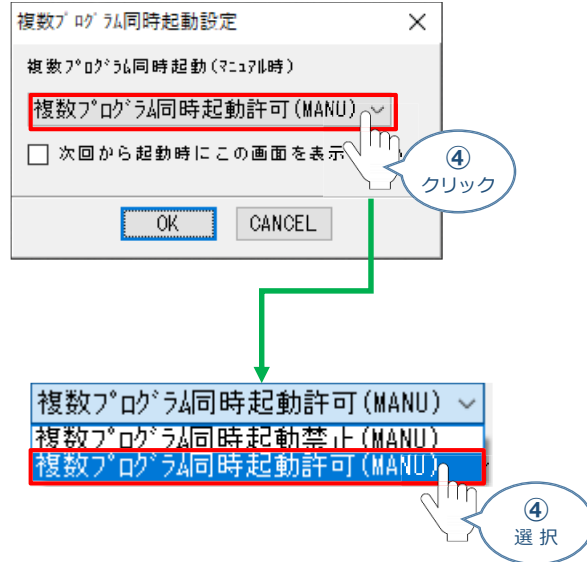 複数ﾌﾟﾛｸﾞﾗﾑ同時起動設定
複数ﾌﾟﾛｸﾞﾗﾑ同時起動(ﾏﾆｭｱﾙ時)
複数ﾌﾟﾛｸﾞﾗﾑ同時起動許可(MANU)
次回から起動時にこの画面を表示
④
クリック
OK
CANCEL
複数ﾌﾟﾛｸﾞﾗﾑ同時起動許可(MANU)
複数ﾌﾟﾛｸﾞﾗﾑ同時起動禁止(MANU)
複数ﾌﾟﾛｸﾞﾗﾑ同時起動許可(MANU)
④
選択